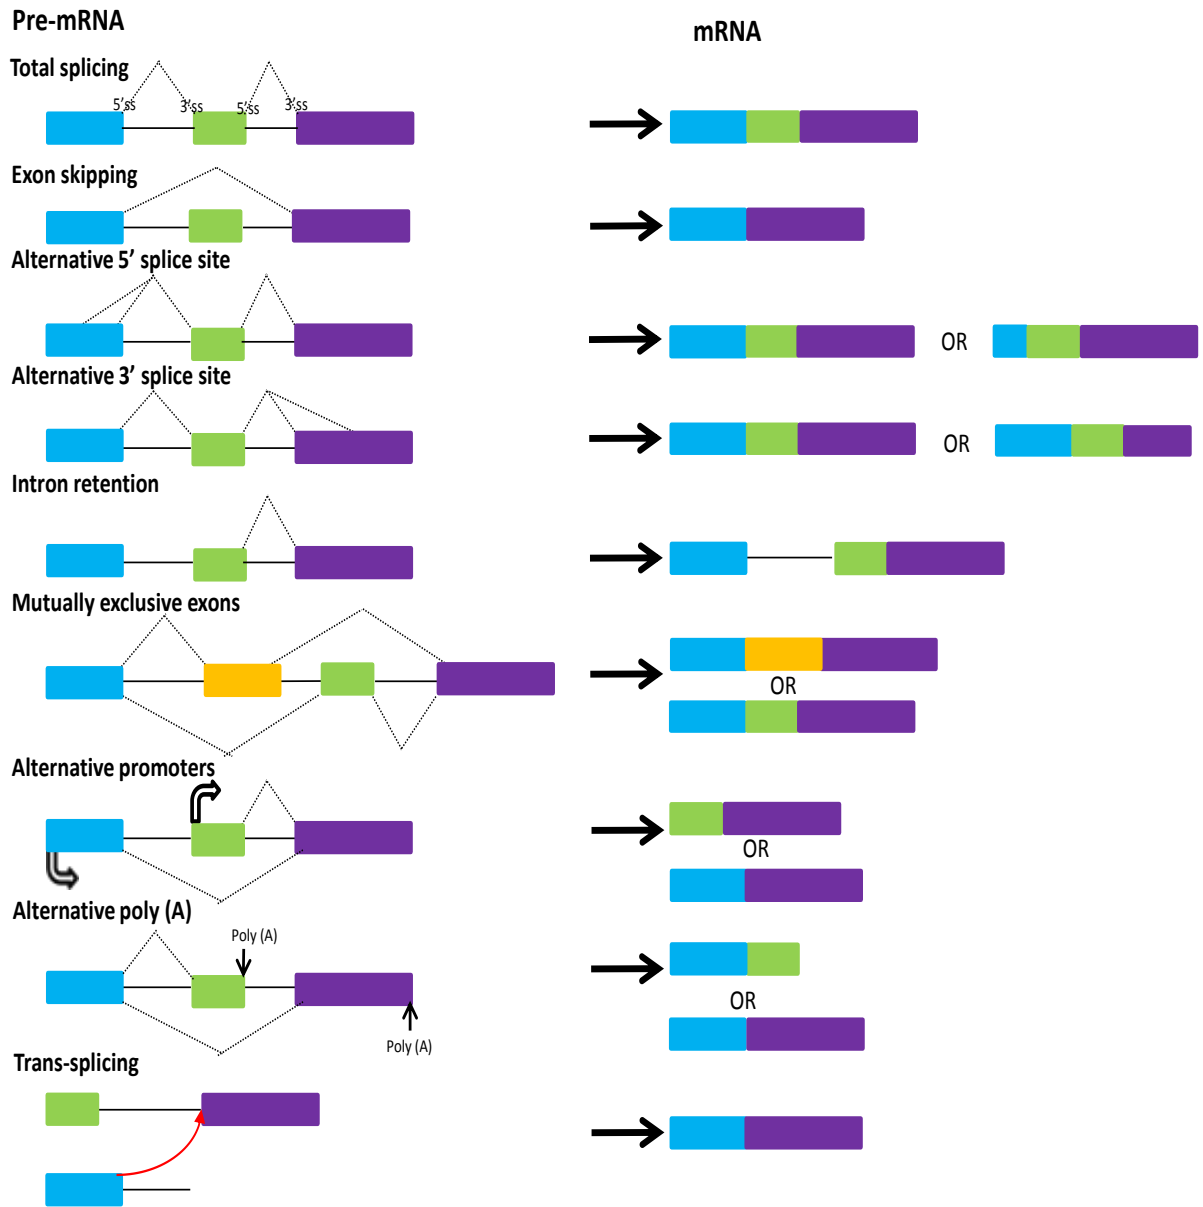 Pre-mRNA
mRNA
Total splicing
5'ss 3'ss 5'ss 3'ss
Exon skipping
Alternative 5’ splice site
OR
Alternative 3’ splice site
OR
Intron retention
Mutually exclusive exons
OR
Alternative promoters
OR
Alternative poly (A)
Poly (A)
OR
Poly (A)
Trans-splicing